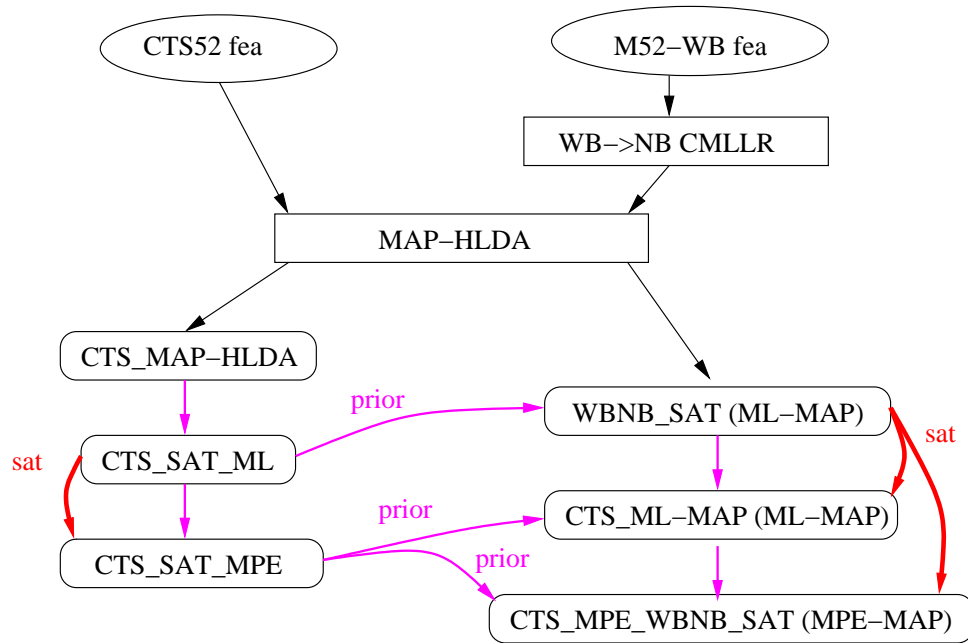 CTS52 fea
M52−WB fea
WB−>NB CMLLR
MAP−HLDA
CTS_MAP−HLDA
prior
WBNB_SAT (ML−MAP)
sat
sat
CTS_SAT_ML
prior
CTS_ML−MAP (ML−MAP)
CTS_SAT_MPE
prior
CTS_MPE_WBNB_SAT (MPE−MAP)